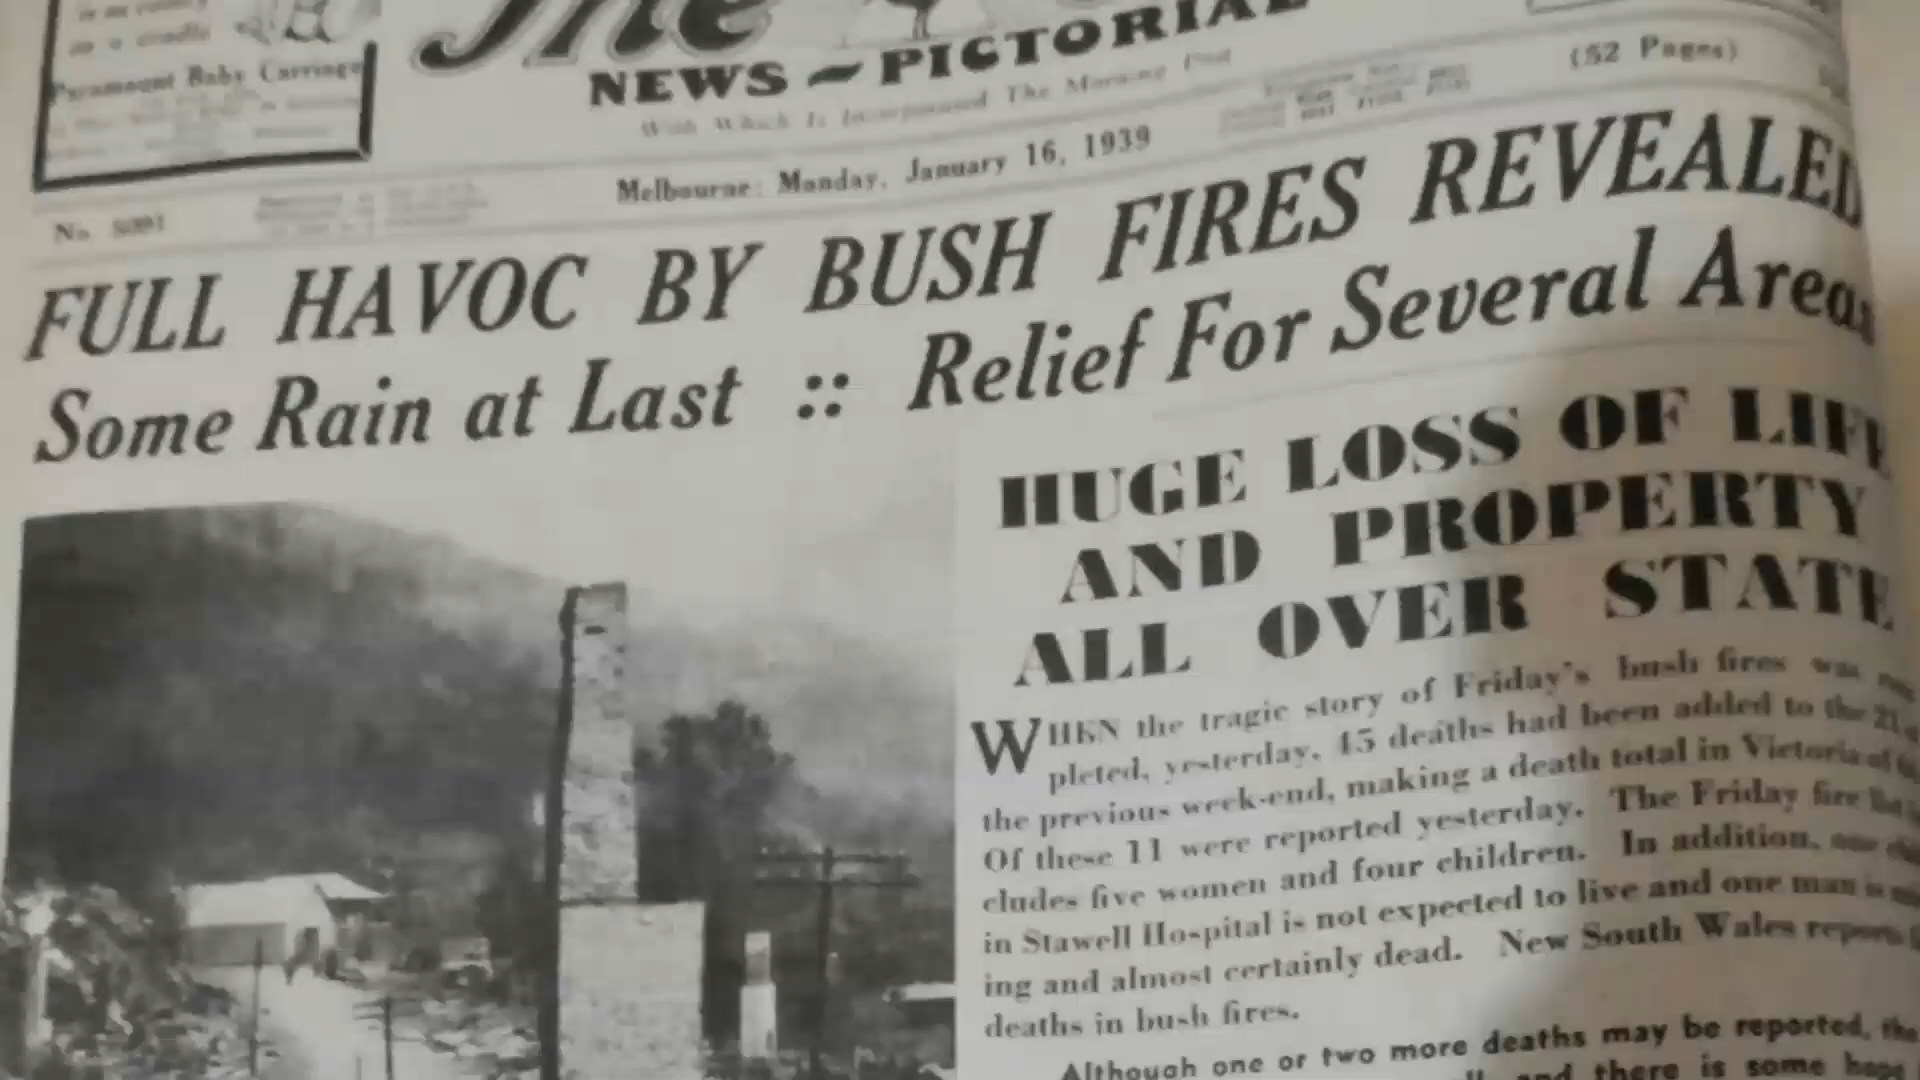 on a cradle
Paramount Baby Carriage
The
NEWS - PICTORIAL
With Which Is Incorporated The Morning Post
(52 Pages)
Melbourne: Monday, January 16, 1939
No.
FULL HAVOC BY BUSH FIRES REVEALED
Some Rain at Last :: Relief For Several Areas
HUGE LOSS OF LIFE
AND PROPERTY
ALL OVER STATE
WHEN the tragic story of Friday's bush fires was
pleted, yesterday, 45 deaths had been added to the 21
the previous week-end, making a death total in Victoria of
Of these 11 were reported yesterday. The Friday fire list
cludes five women and four children. In addition, one
in Stawell Hospital is not expected to live and one man is
ing and almost certainly dead. New South Wales reports
deaths in bush fires.
Although one or two more deaths may be reported, the
and there is some hope